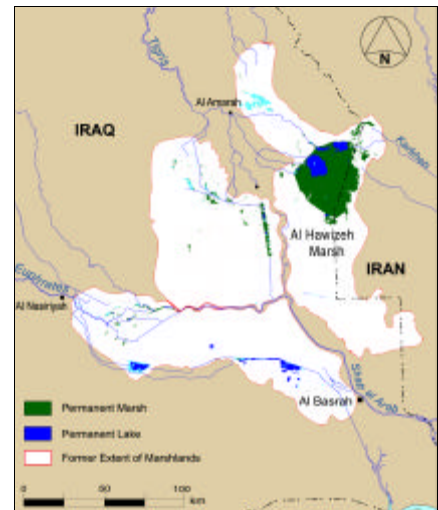 Tigris
N
Al Amarah
IRAQ
Karkheh
Al Hawizeh
Marsh
IRAN
Euphrates
Al Nasiriyah
Shatt al Arab
Al Basrah
Permanent Marsh
Permanent Lake
Former Extent of Marshlands
0 25 50 100
km